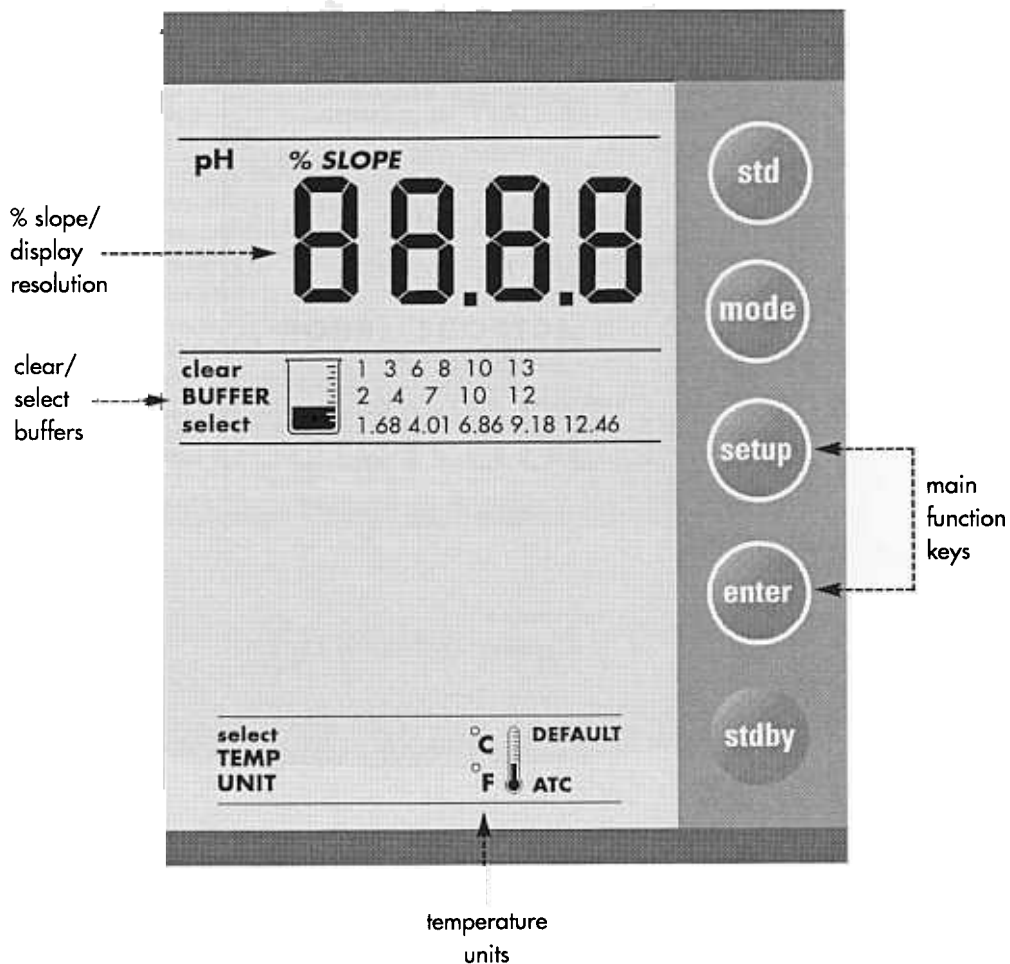 pH % SLOPE
88.8.8
% slope/
display
resolution
clear/
select
buffers
clear 1 3 6 8 10 13
BUFFER 2 4 7 10 12
select 1.68 4.01 6.86 9.18 12.46
select
TEMP
UNIT
°C DEFAULT
°F ATC
std
mode
setup
enter
stdby
main
function
keys
temperature
units